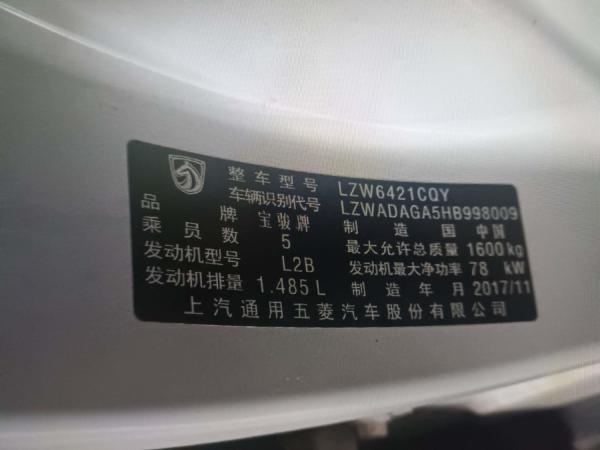 整车型号 LZW6421CQY
车辆识别代号 LZWADAGA5HB998009
品牌 宝骏牌 制造国 中国
乘员数 5 最大允许总质量 1600 kg
发动机型号 L2B 发动机最大净功率 78 kW
发动机排量 1.485 L 制造年月 2017/11
上汽通用五菱汽车股份有限公司